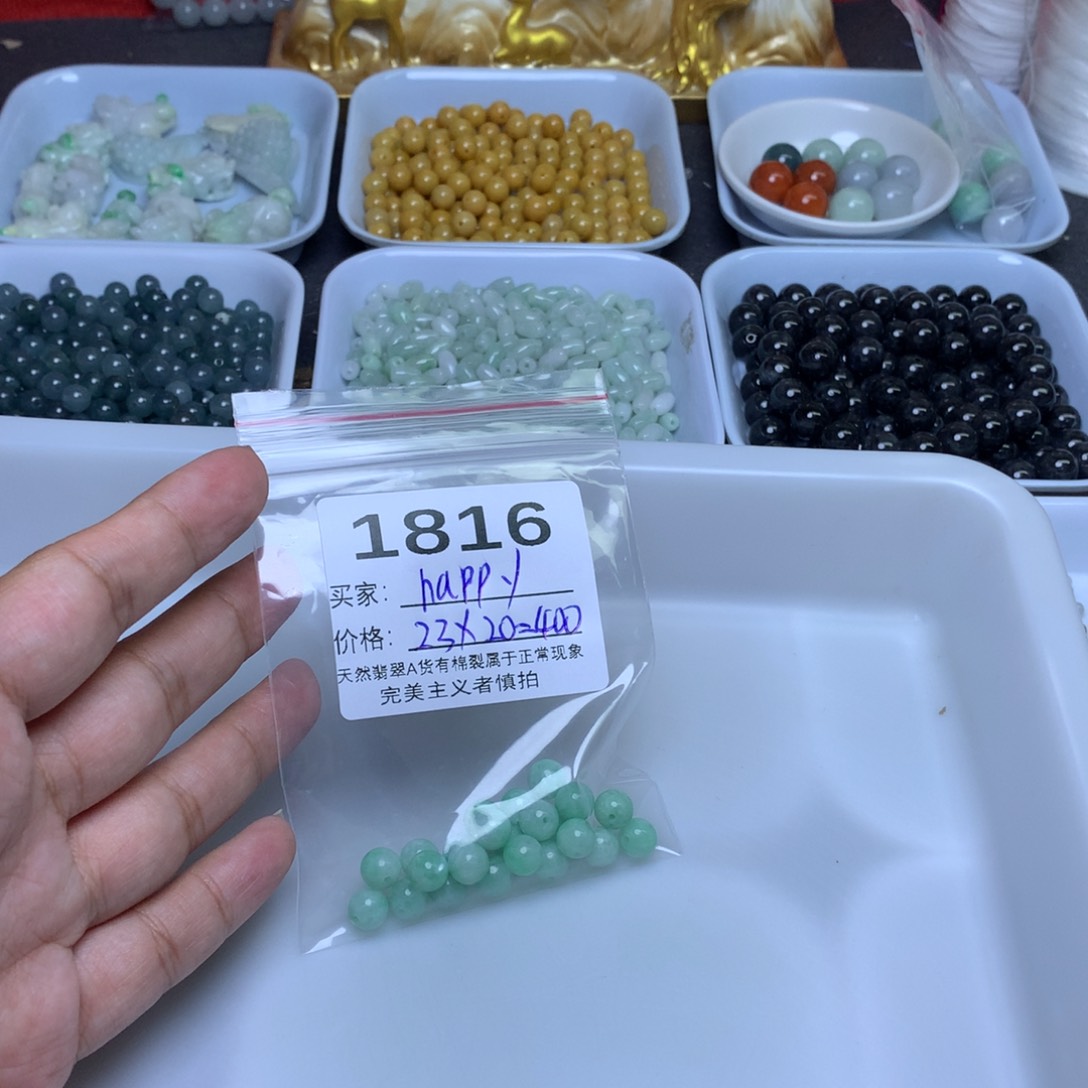 1816
买家: happy
价格: 23X20=400
天然翡翠A货有棉裂属于正常现象
完美主义者慎拍